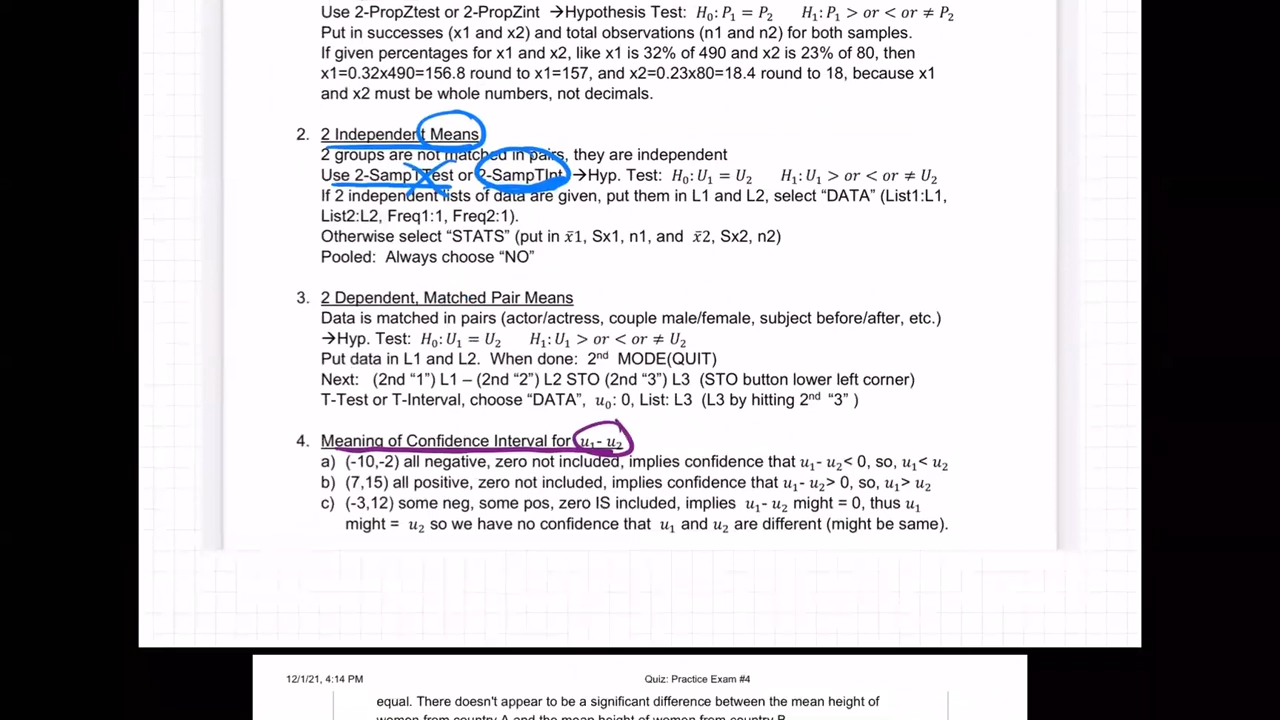 Use 2-PropZtest or 2-PropZint →Hypothesis Test: H₀: P₁ = P₂ H₁: P₁ > or < or ≠ P₂
Put in successes (x1 and x2) and total observations (n1 and n2) for both samples.
If given percentages for x1 and x2, like x1 is 32% of 490 and x2 is 23% of 80, then
x1=0.32x490=156.8 round to x1=157, and x2=0.23x80=18.4 round to 18, because x1
and x2 must be whole numbers, not decimals.
2. 2 Independent Means
2 groups are not matched in pairs, they are independent
Use 2-SampTTest or 2-SampTInt →Hyp. Test: H₀: U₁ = U₂ H₁: U₁ > or < or ≠ U₂
If 2 independent lists of data are given, put them in L1 and L2, select “DATA” (List1:L1,
List2:L2, Freq1:1, Freq2:1).
Otherwise select “STATS” (put in x̄1, Sx1, n1, and x̄2, Sx2, n2)
Pooled: Always choose “NO”
3. 2 Dependent, Matched Pair Means
Data is matched in pairs (actor/actress, couple male/female, subject before/after, etc.)
→Hyp. Test: H₀: U₁ = U₂ H₁: U₁ > or < or ≠ U₂
Put data in L1 and L2. When done: 2ⁿᵈ MODE(QUIT)
Next: (2nd “1”) L1 – (2nd “2”) L2 STO (2nd “3”) L3 (STO button lower left corner)
T-Test or T-Interval, choose “DATA”, u₀: 0, List: L3 (L3 by hitting 2ⁿᵈ “3” )
4. Meaning of Confidence Interval for u₁- u₂
a) (-10,-2) all negative, zero not included, implies confidence that u₁- u₂< 0, so, u₁< u₂
b) (7,15) all positive, zero not included, implies confidence that u₁- u₂> 0, so, u₁> u₂
c) (-3,12) some neg, some pos, zero IS included, implies u₁- u₂ might = 0, thus u₁
might = u₂ so we have no confidence that u₁ and u₂ are different (might be same).
12/1/21, 4:14 PM Quiz: Practice Exam #4
equal. There doesn't appear to be a significant difference between the mean height of
women from country A and the mean height of women from country B.